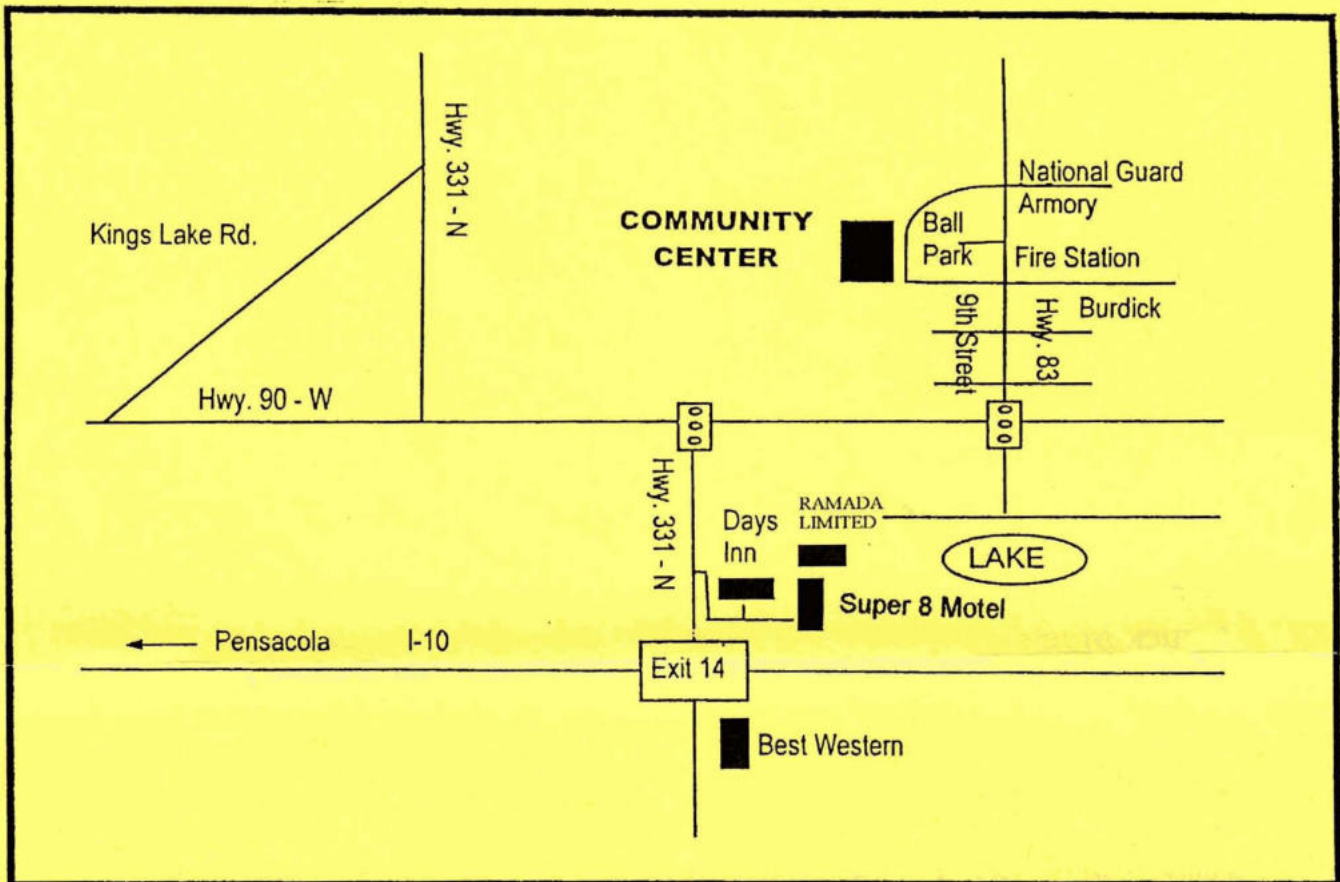 Hwy. 331 - N
Kings Lake Rd.
COMMUNITY
CENTER
National Guard
Armory
Ball
Park
Fire Station
Burdick
9th Street
Hwy. 83
Hwy. 90 - W
Hwy. 331 - N
Days
Inn
RAMADA
LIMITED
LAKE
Super 8 Motel
Pensacola
I-10
Exit 14
Best Western